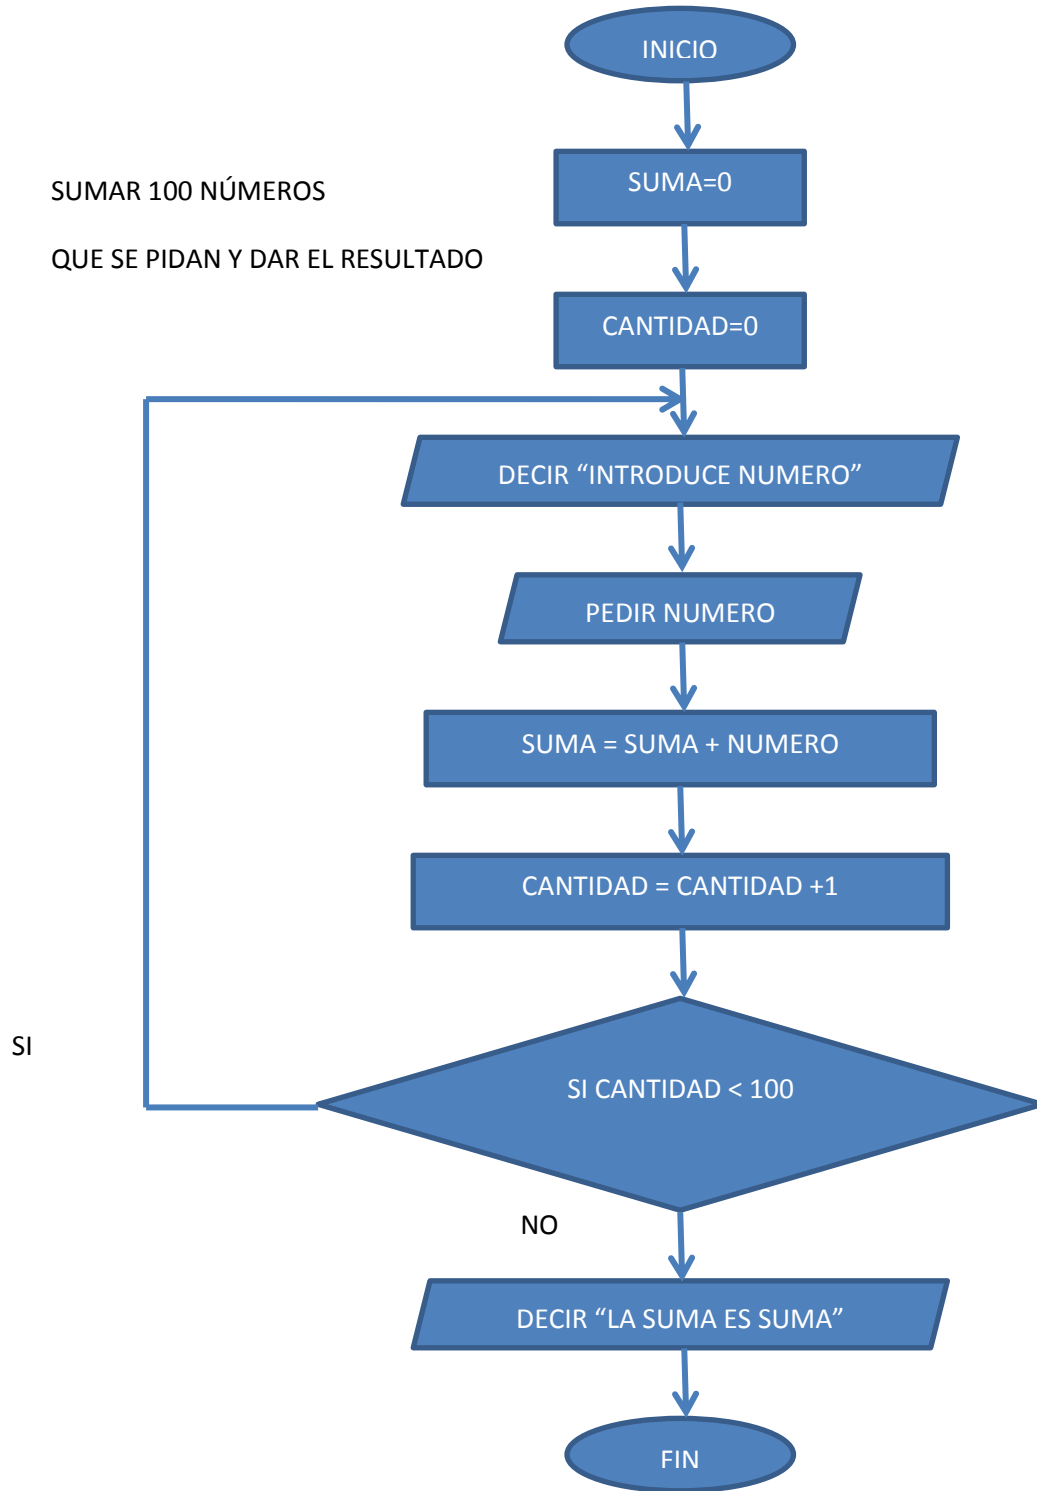 INICIO
SUMAR 100 NÚMEROS
QUE SE PIDAN Y DAR EL RESULTADO
SUMA=0
CANTIDAD=0
DECIR “INTRODUCE NUMERO”
PEDIR NUMERO
SUMA = SUMA + NUMERO
CANTIDAD = CANTIDAD +1
SI
SI CANTIDAD < 100
NO
DECIR “LA SUMA ES SUMA”
FIN